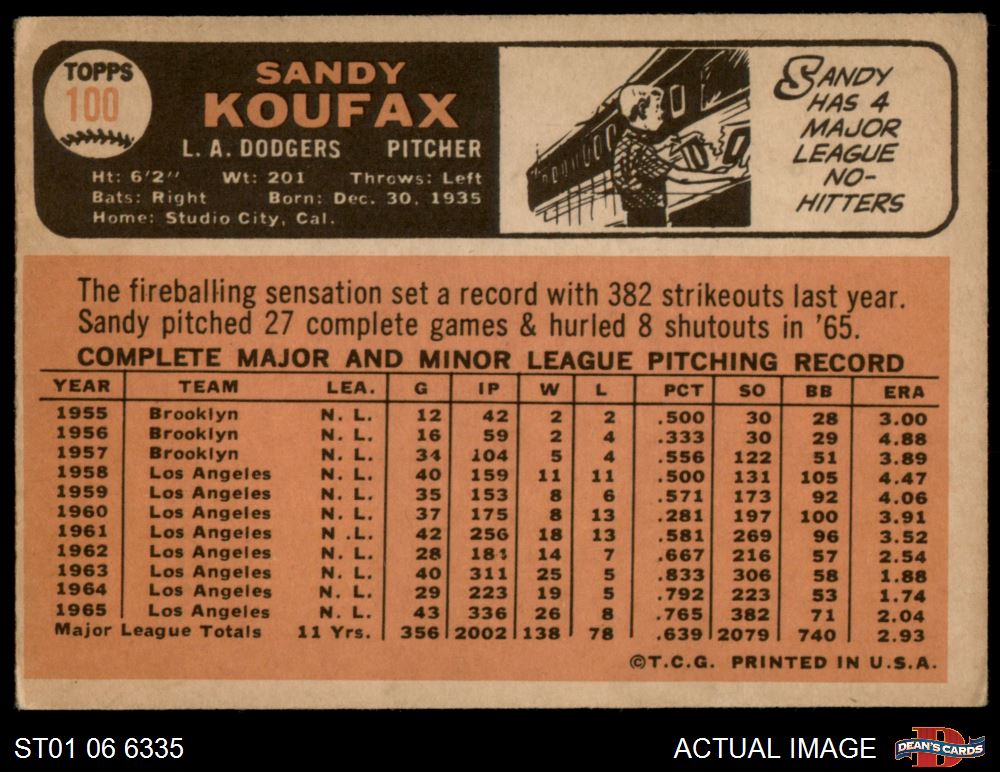 TOPPS
100
SANDY
KOUFAX
L. A. DODGERS PITCHER
Ht: 6'2" Wt: 201 Throws: Left
Bats: Right Born: Dec. 30, 1935
Home: Studio City, Cal.
SANDY
HAS 4
MAJOR
LEAGUE
NO-
HITTERS
The fireballing sensation set a record with 382 strikeouts last year.
Sandy pitched 27 complete games & hurled 8 shutouts in '65.
COMPLETE MAJOR AND MINOR LEAGUE PITCHING RECORD
YEAR TEAM LEA. G IP W L PCT SO BB ERA
1955 Brooklyn N. L. 12 42 2 2 .500 30 28 3.00
1956 Brooklyn N. L. 16 59 2 4 .333 30 29 4.88
1957 Brooklyn N. L. 34 104 5 4 .556 122 51 3.89
1958 Los Angeles N. L. 40 159 11 11 .500 131 105 4.47
1959 Los Angeles N. L. 35 153 8 6 .571 173 92 4.06
1960 Los Angeles N. L. 37 175 8 13 .281 197 100 3.91
1961 Los Angeles N .L. 42 256 18 13 .581 269 96 3.52
1962 Los Angeles N. L. 28 181 14 7 .667 216 57 2.54
1963 Los Angeles N. L. 40 311 25 5 .833 306 58 1.88
1964 Los Angeles N. L. 29 223 19 5 .792 223 53 1.74
1965 Los Angeles N. L. 43 336 26 8 .765 382 71 2.04
Major League Totals 11 Yrs. 356 2002 138 78 .639 2079 740 2.93
©T.C.G. PRINTED IN U.S.A.
ST01 06 6335
ACTUAL IMAGE
D
DEAN'S CARDS